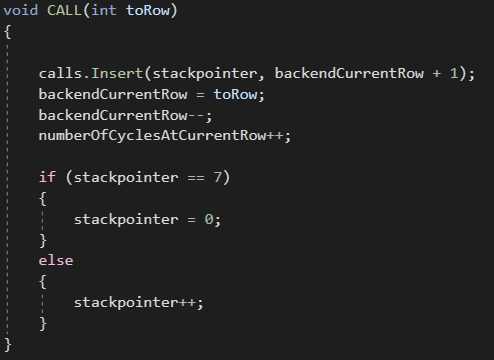 void CALL(int toRow)
{
calls.Insert(stackpointer, backendCurrentRow + 1);
backendCurrentRow = toRow;
backendCurrentRow--;
numberOfCyclesAtCurrentRow++;
if (stackpointer == 7)
{
stackpointer = 0;
}
else
{
stackpointer++;
}
}